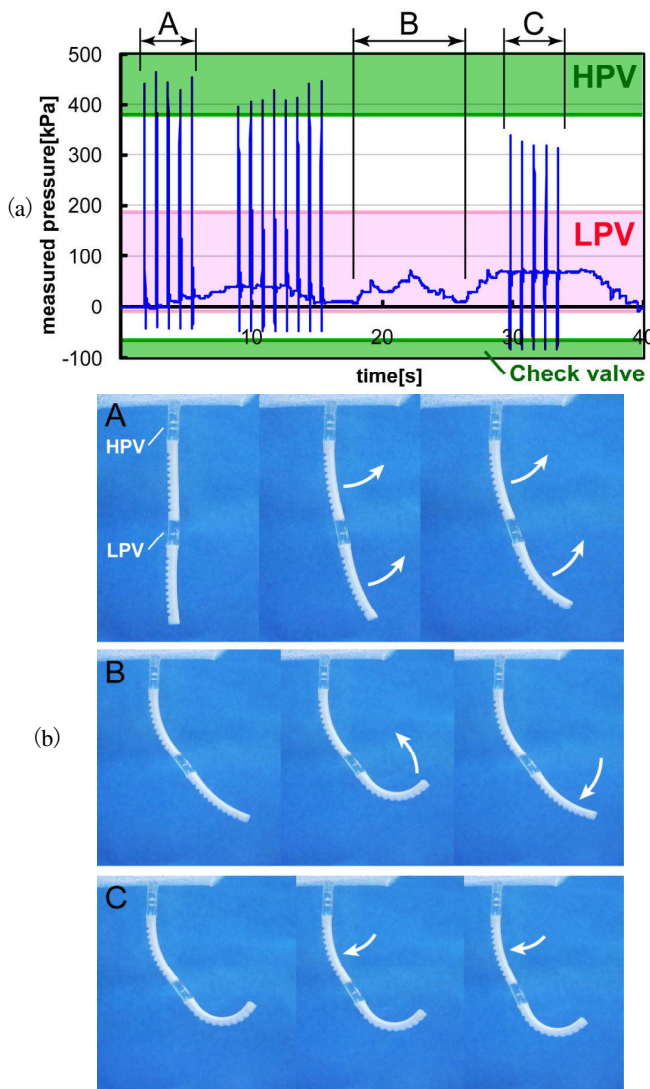 A B C
500
HPV
400
300
(a)
200
LPV
100
0
10 20 30 40
-100
Check valve
measured pressure[kPa]
time[s]
A
HPV
LPV
(b)
B
C